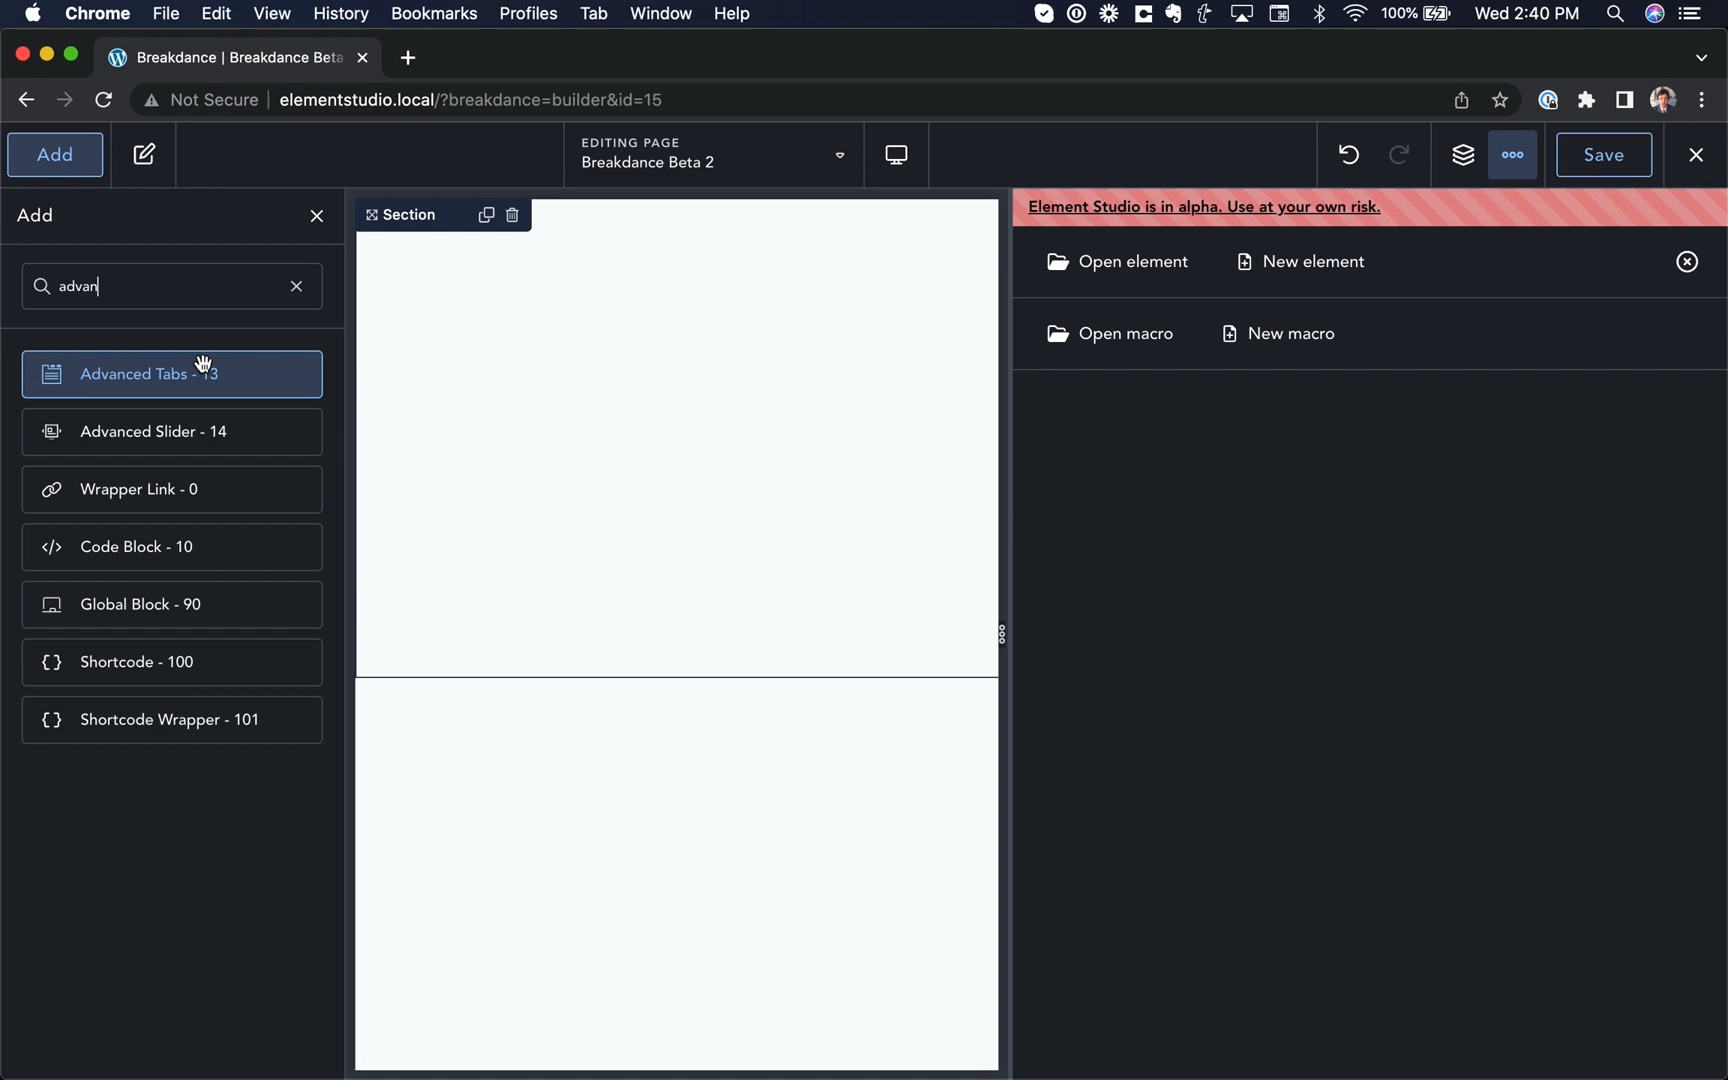 Chrome File Edit View History Bookmarks Profiles Tab Window Help 100% Wed 2:40 PM
Breakdance | Breakdance Beta
Not Secure | elementstudio.local/?breakdance=builder&id=15
Add
EDITING PAGE
Breakdance Beta 2
Save
Add
advan
Advanced Tabs - 13
Advanced Slider - 14
Wrapper Link - 0
Code Block - 10
Global Block - 90
Shortcode - 100
Shortcode Wrapper - 101
Section
Element Studio is in alpha. Use at your own risk.
Open element New element
Open macro New macro